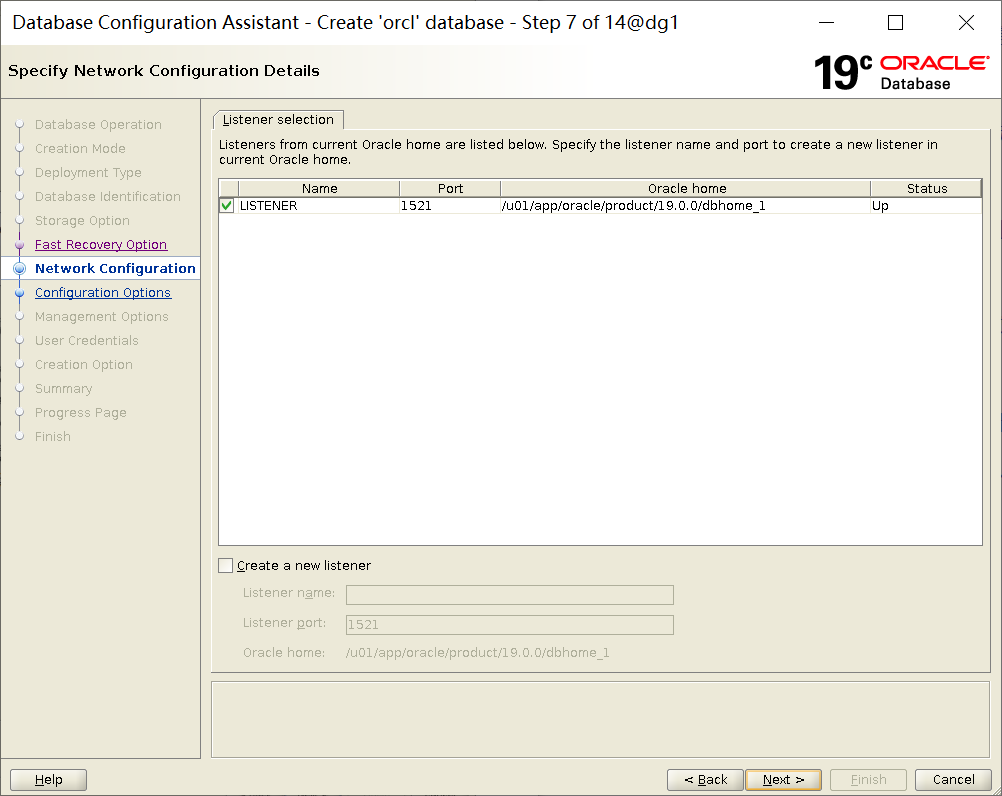 Database Configuration Assistant - Create 'orcl' database - Step 7 of 14@dg1
Specify Network Configuration Details
19c ORACLE
Database
Database Operation
Creation Mode
Deployment Type
Database Identification
Storage Option
Fast Recovery Option
Network Configuration
Configuration Options
Management Options
User Credentials
Creation Option
Summary
Progress Page
Finish
Listener selection
Listeners from current Oracle home are listed below. Specify the listener name and port to create a new listener in
current Oracle home.
Name Port Oracle home Status
LISTENER 1521 /u01/app/oracle/product/19.0.0/dbhome_1 Up
Create a new listener
Listener name:
Listener port: 1521
Oracle home: /u01/app/oracle/product/19.0.0/dbhome_1
Help < Back Next > Finish Cancel